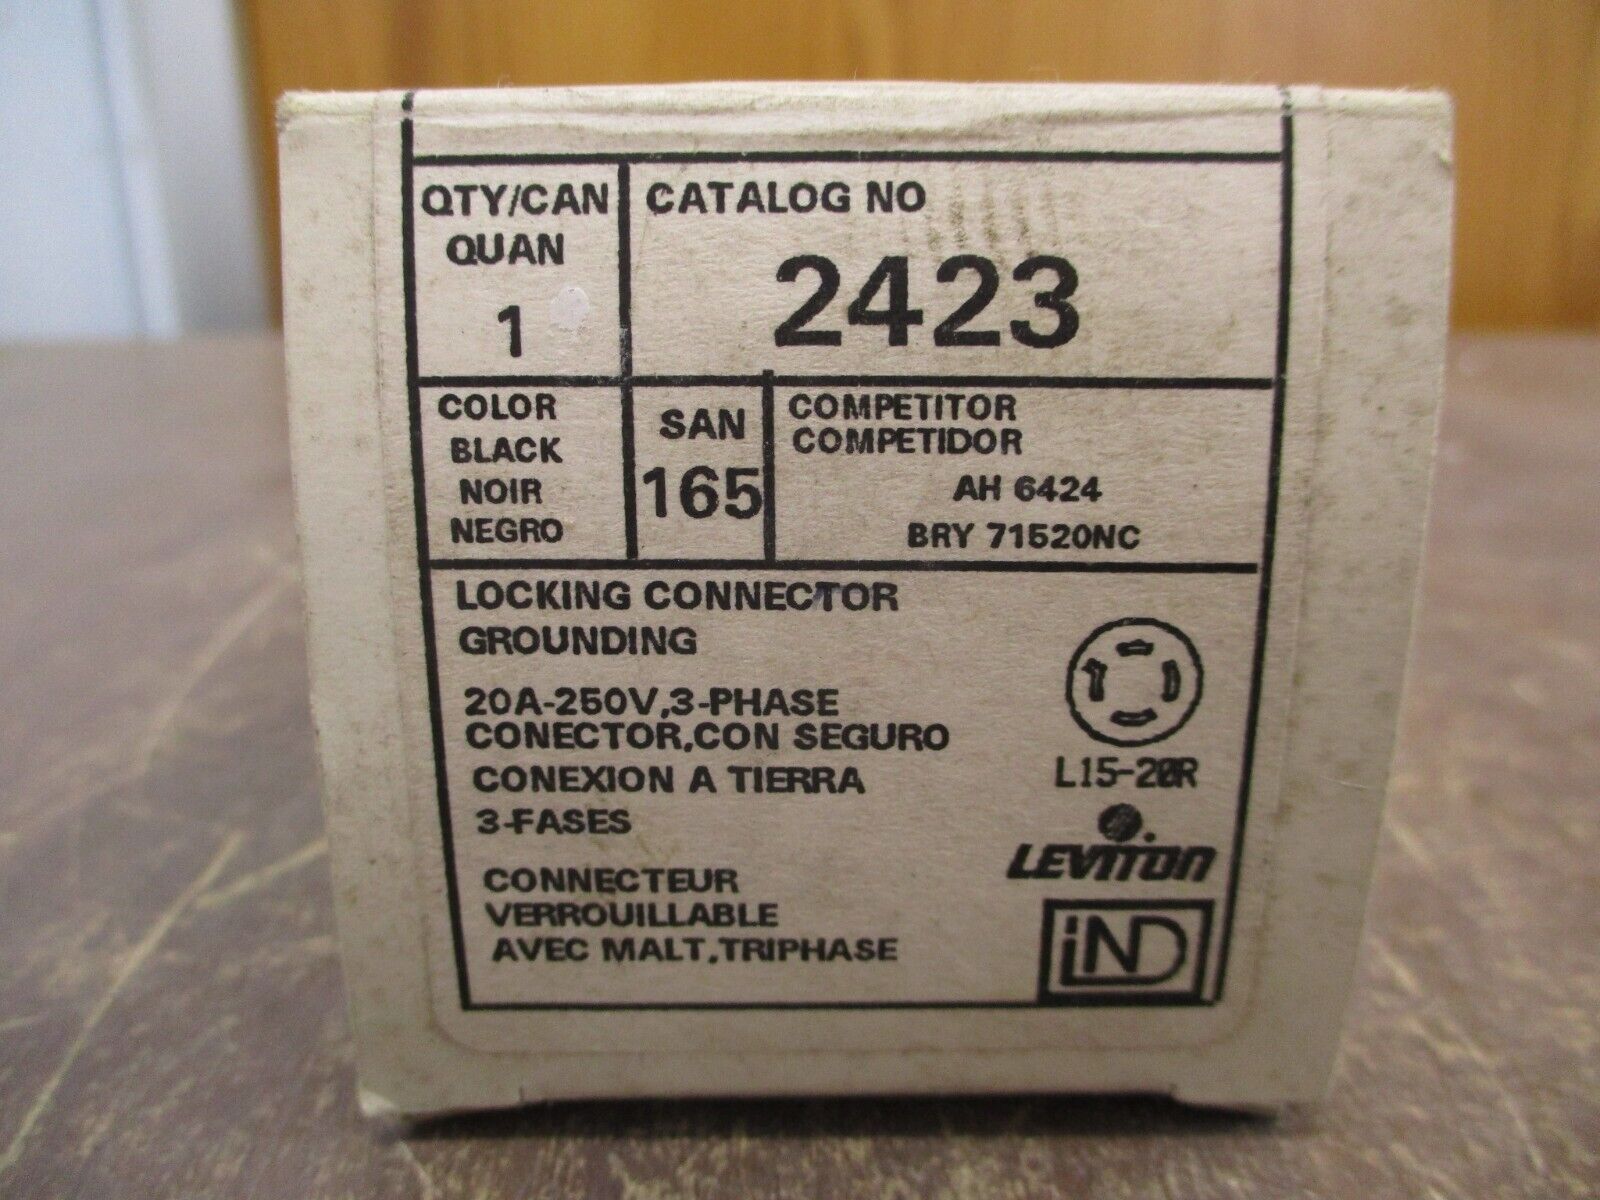 QTY/CAN
QUAN
1
CATALOG NO
2423
COLOR
BLACK
NOIR
NEGRO
SAN
165
COMPETITOR
COMPETIDOR
AH 6424
BRY 71520NC
LOCKING CONNECTOR
GROUNDING
20A-250V,3-PHASE
CONECTOR,CON SEGURO
CONEXION A TIERRA
3-FASES
CONNECTEUR
VERROUILLABLE
AVEC MALT.TRIPHASE
L15-20R
LEVITON
IND